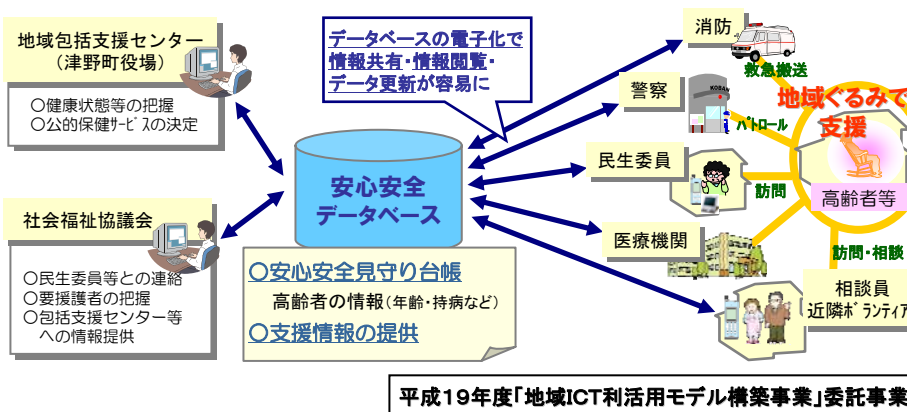 地域包括支援センター
（津野町役場）
○健康状態等の把握
○公的保健ｻｰﾋﾞｽの決定
社会福祉協議会
○民生委員等との連絡
○要援護者の把握
○包括支援センター等
への情報提供
データベースの電子化で
情報共有・情報閲覧・
データ更新が容易に
安心安全
データベース
○安心安全見守り台帳
高齢者の情報（年齢・持病など）
○支援情報の提供
消防
救急搬送
警察
KOBAN
ﾊﾟﾄﾛｰﾙ
地域ぐるみで
支援
民生委員
訪問
高齢者等
医療機関
訪問・相談
相談員
近隣ﾎﾞﾗﾝﾃｨｱ
平成１９年度「地域ICT利活用モデル構築事業」委託事業